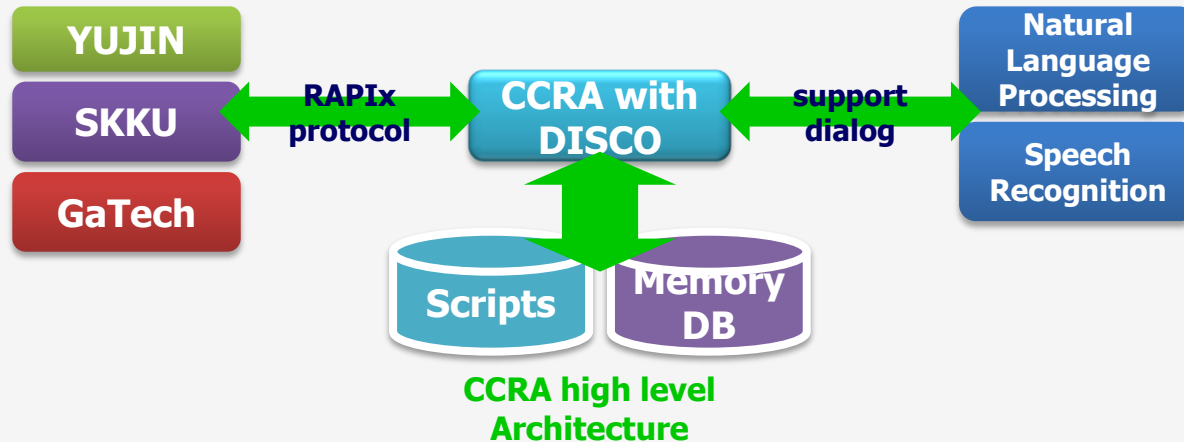 YUJIN
SKKU
GaTech
RAPIx
protocol
CCRA with
DISCO
support
dialog
Natural
Language
Processing
Speech
Recognition
Scripts
Memory
DB
CCRA high level
Architecture